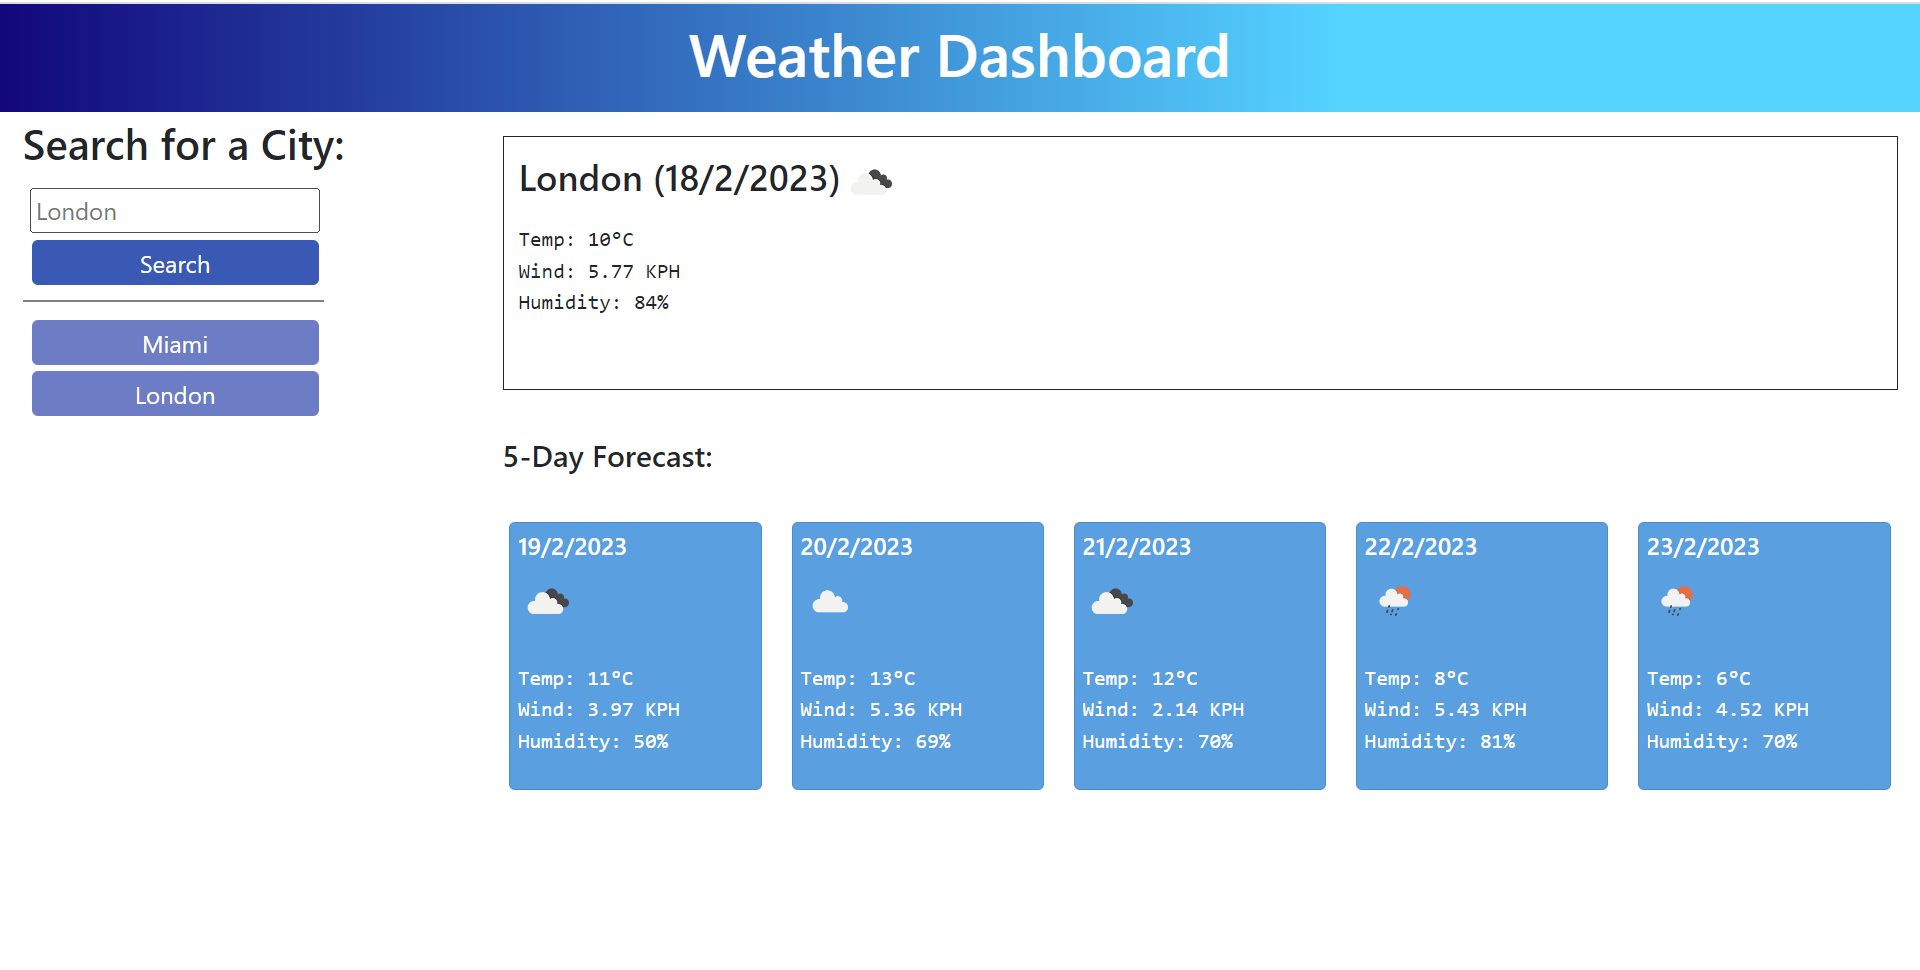 Weather Dashboard
Search for a City:
London
Search
Miami
London
London (18/2/2023)
Temp: 10°C
Wind: 5.77 KPH
Humidity: 84%
5-Day Forecast:
19/2/2023
Temp: 11°C
Wind: 3.97 KPH
Humidity: 50%
20/2/2023
Temp: 13°C
Wind: 5.36 KPH
Humidity: 69%
21/2/2023
Temp: 12°C
Wind: 2.14 KPH
Humidity: 70%
22/2/2023
Temp: 8°C
Wind: 5.43 KPH
Humidity: 81%
23/2/2023
Temp: 6°C
Wind: 4.52 KPH
Humidity: 70%